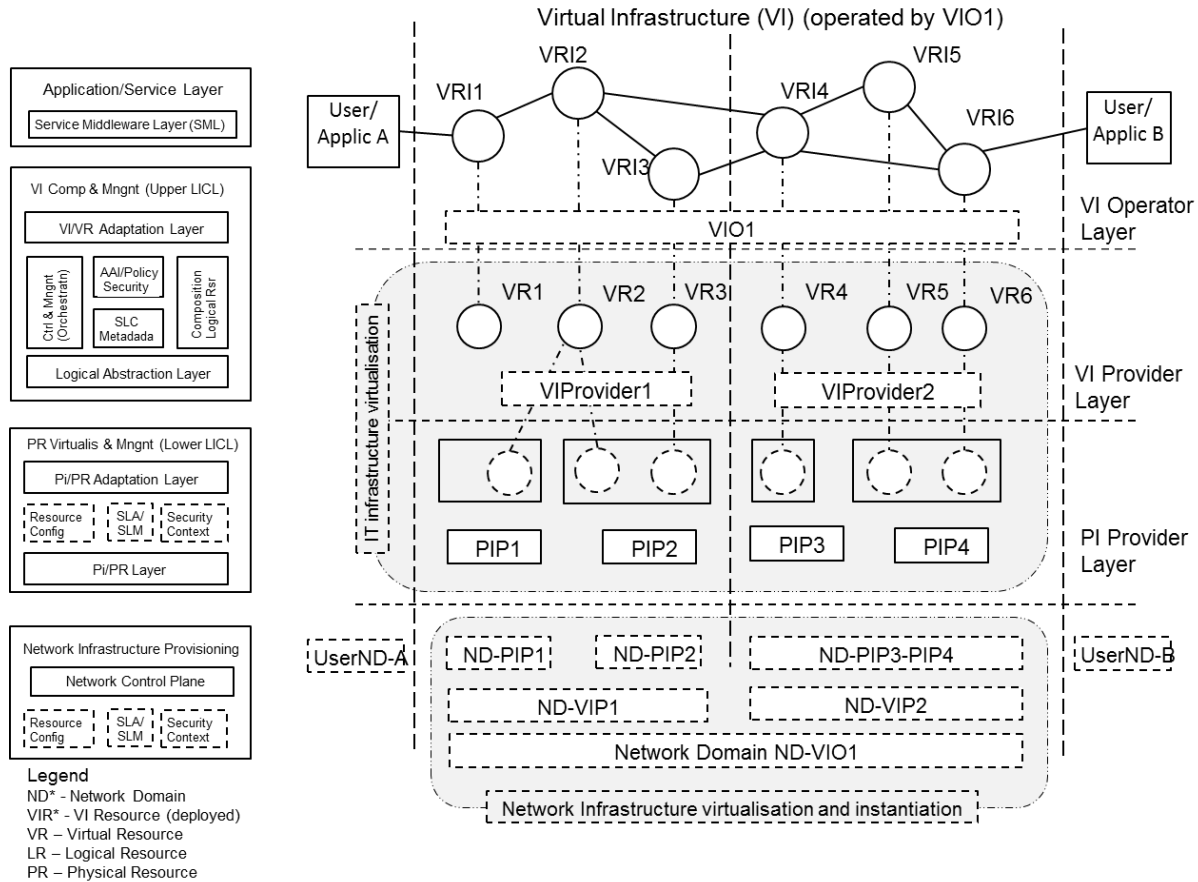 Virtual Infrastructure (VI) (operated by VIO1)
Application/Service Layer
Service Middleware Layer (SML)
VI Comp & Mngnt (Upper LICL)
VI/VR Adaptation Layer
Ctrl & Mngnt
(Orchestratn)
AAI/Policy
Security
SLC
Metadada
Composition
Logical Rsr
Logical Abstraction Layer
PR Virtualis & Mngnt (Lower LICL)
Pi/PR Adaptation Layer
Resource
Config
SLA/
SLM
Security
Context
Pi/PR Layer
Network Infrastructure Provisioning
Network Control Plane
Resource
Config
SLA/
SLM
Security
Context
Legend
ND* - Network Domain
VIR* - VI Resource (deployed)
VR – Virtual Resource
LR – Logical Resource
PR – Physical Resource
User/
Applic A
VRI1
VRI2
VRI3
VRI4
VRI5
VRI6
User/
Applic B
VIO1
VI Operator
Layer
VR1
VR2
VR3
VR4
VR5
VR6
IT infrastructure virtualisation
VIProvider1
VIProvider2
VI Provider
Layer
PIP1
PIP2
PIP3
PIP4
PI Provider
Layer
UserND-A
ND-PIP1
ND-PIP2
ND-PIP3-PIP4
UserND-B
ND-VIP1
ND-VIP2
Network Domain ND-VIO1
Network Infrastructure virtualisation and instantiation